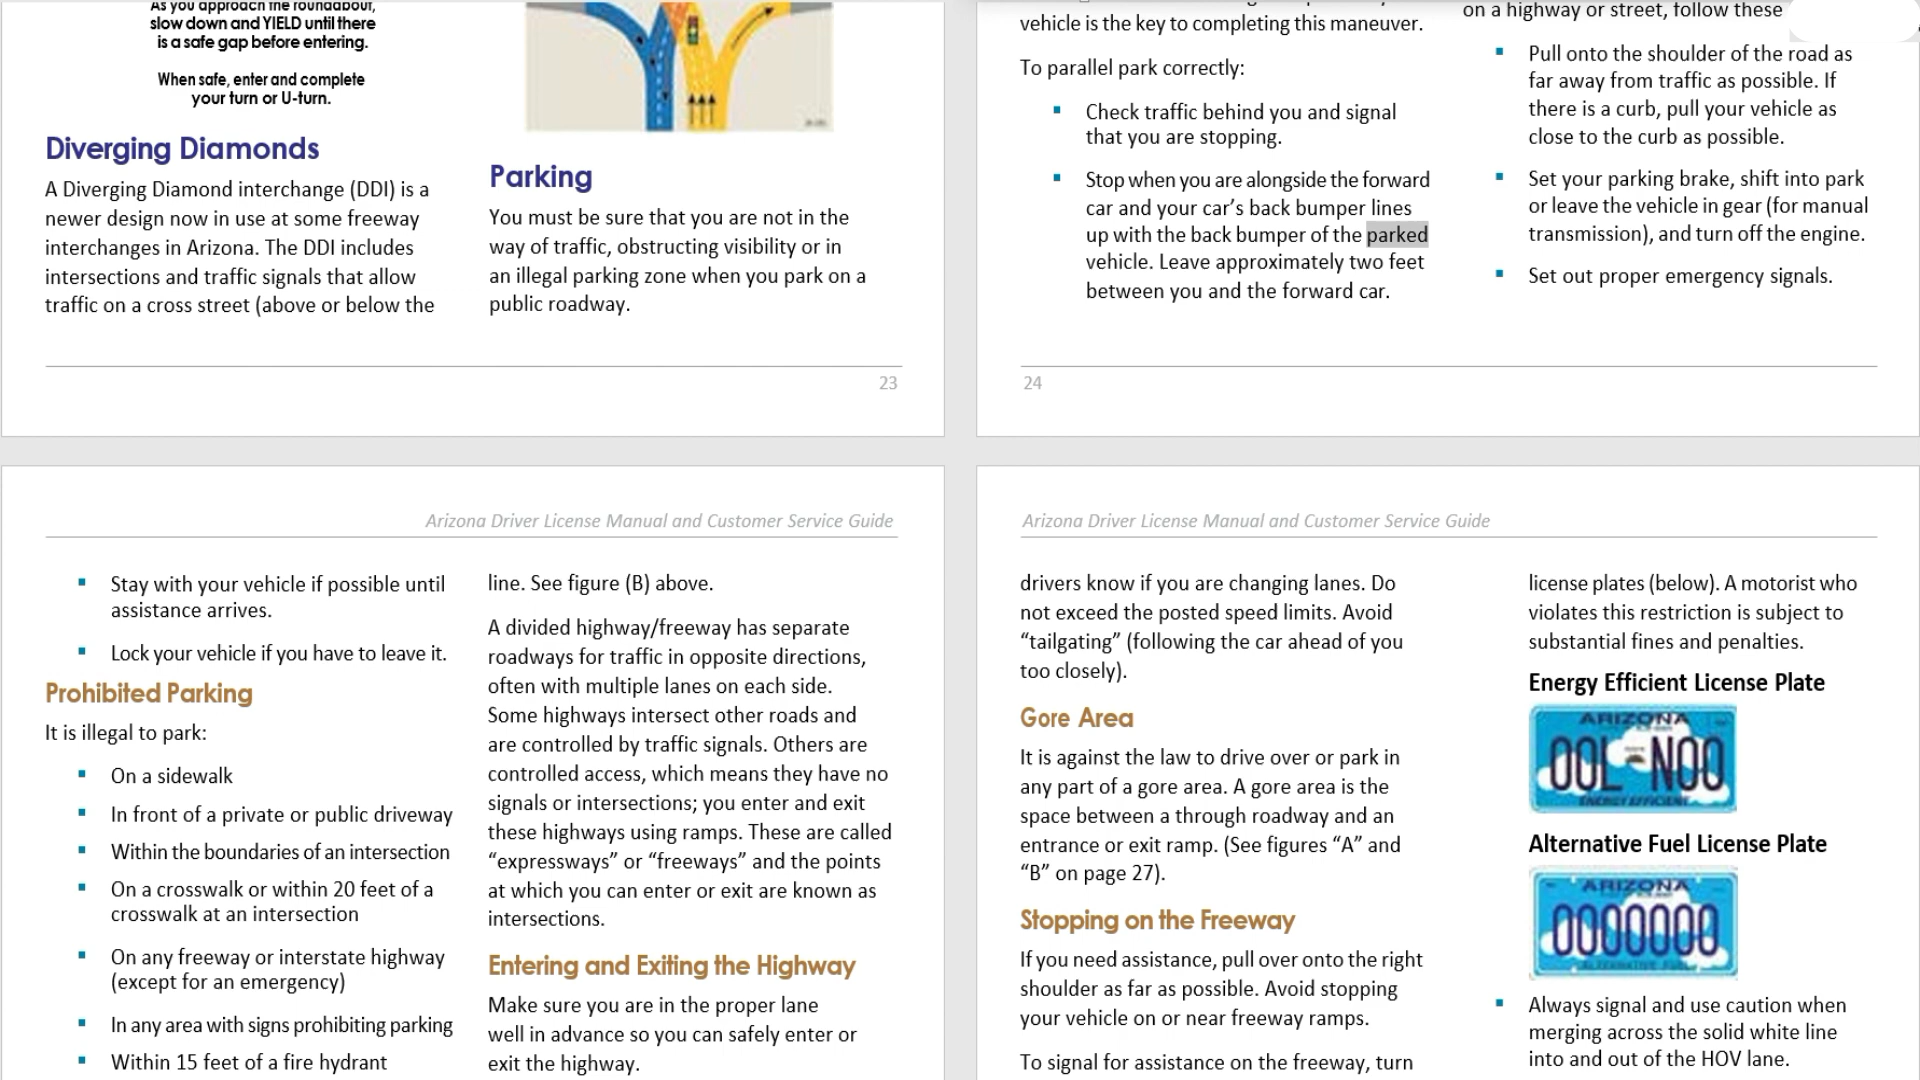 As you approach the roundabout,
slow down and YIELD until there
is a safe gap before entering.
When safe, enter and complete
your turn or U-turn.
Diverging Diamonds
A Diverging Diamond interchange (DDI) is a
newer design now in use at some freeway
interchanges in Arizona. The DDI includes
intersections and traffic signals that allow
traffic on a cross street (above or below the
Parking
You must be sure that you are not in the
way of traffic, obstructing visibility or in
an illegal parking zone when you park on a
public roadway.
23
vehicle is the key to completing this maneuver.
To parallel park correctly:
▪ Check traffic behind you and signal
that you are stopping.
▪ Stop when you are alongside the forward
car and your car’s back bumper lines
up with the back bumper of the parked
vehicle. Leave approximately two feet
between you and the forward car.
on a highway or street, follow these
▪ Pull onto the shoulder of the road as
far away from traffic as possible. If
there is a curb, pull your vehicle as
close to the curb as possible.
▪ Set your parking brake, shift into park
or leave the vehicle in gear (for manual
transmission), and turn off the engine.
▪ Set out proper emergency signals.
24
Arizona Driver License Manual and Customer Service Guide
▪ Stay with your vehicle if possible until
assistance arrives.
▪ Lock your vehicle if you have to leave it.
Prohibited Parking
It is illegal to park:
▪ On a sidewalk
▪ In front of a private or public driveway
▪ Within the boundaries of an intersection
▪ On a crosswalk or within 20 feet of a
crosswalk at an intersection
▪ On any freeway or interstate highway
(except for an emergency)
▪ In any area with signs prohibiting parking
▪ Within 15 feet of a fire hydrant
line. See figure (B) above.
A divided highway/freeway has separate
roadways for traffic in opposite directions,
often with multiple lanes on each side.
Some highways intersect other roads and
are controlled by traffic signals. Others are
controlled access, which means they have no
signals or intersections; you enter and exit
these highways using ramps. These are called
“expressways” or “freeways” and the points
at which you can enter or exit are known as
intersections.
Entering and Exiting the Highway
Make sure you are in the proper lane
well in advance so you can safely enter or
exit the highway.
Arizona Driver License Manual and Customer Service Guide
drivers know if you are changing lanes. Do
not exceed the posted speed limits. Avoid
“tailgating” (following the car ahead of you
too closely).
Gore Area
It is against the law to drive over or park in
any part of a gore area. A gore area is the
space between a through roadway and an
entrance or exit ramp. (See figures “A” and
“B” on page 27).
Stopping on the Freeway
If you need assistance, pull over onto the right
shoulder as far as possible. Avoid stopping
your vehicle on or near freeway ramps.
To signal for assistance on the freeway, turn
license plates (below). A motorist who
violates this restriction is subject to
substantial fines and penalties.
Energy Efficient License Plate
ARIZONA
00L NOO
ENERGY EFFICIENT
Alternative Fuel License Plate
ARIZONA
0000000
ALTERNATIVE FUEL
▪ Always signal and use caution when
merging across the solid white line
into and out of the HOV lane.